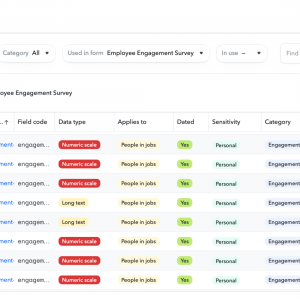 Category All Used in form Employee Engagement Survey In use – Find
oyee Engagement Survey
... ↑ Field code Data type Applies to Dated Sensitivity Category
ment- engagem... Numeric scale People in jobs Yes Personal Engagement
ment- engagem... Numeric scale People in jobs Yes Personal Engagement
ment- engagem... Numeric scale People in jobs Yes Personal Engagement
ment- engagem... Long text People in jobs Yes Personal Engagement
ment- engagem... Long text People in jobs Yes Personal Engagement
ment- engagem... Numeric scale People in jobs Yes Personal Engagement
ment- engagem... Numeric scale People in jobs Yes Personal Engagement
ment- engagem... Numeric scale People in jobs Yes Personal Engagement